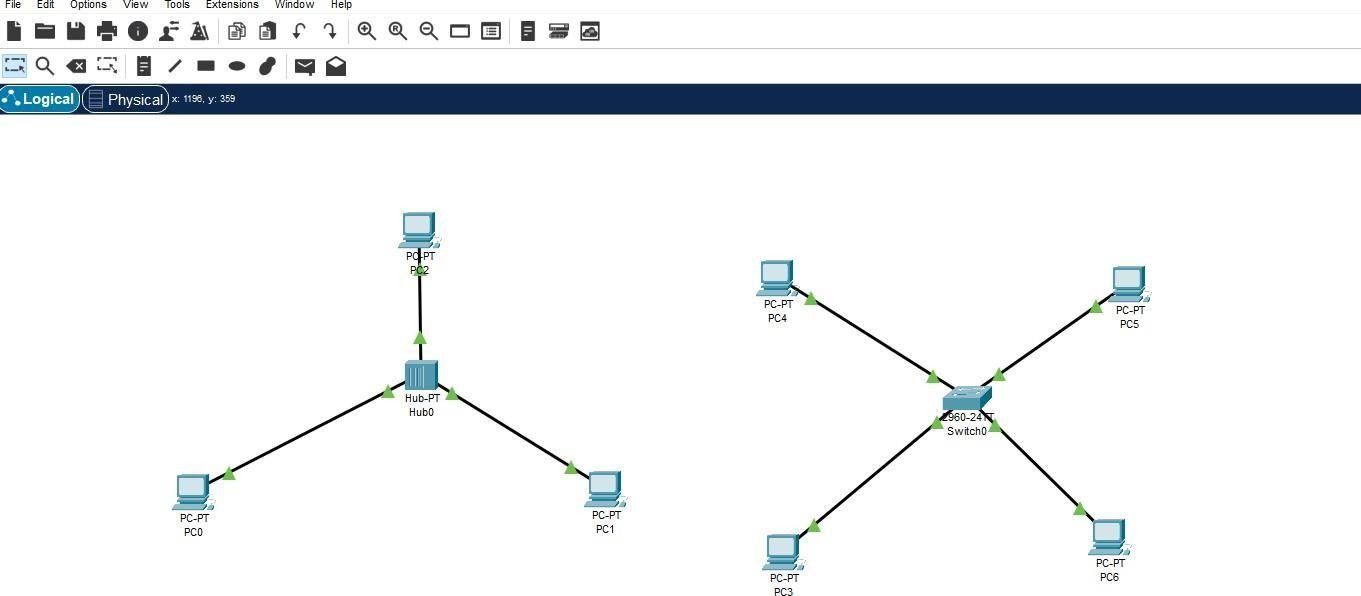 File Edit Options View Tools Extensions Window Help
Logical Physical x: 1196, y: 359
PC-PT
PC2
Hub-PT
Hub0
PC-PT
PC0
PC-PT
PC1
PC-PT
PC4
PC-PT
PC5
2960-24TT
Switch0
PC-PT
PC3
PC-PT
PC6